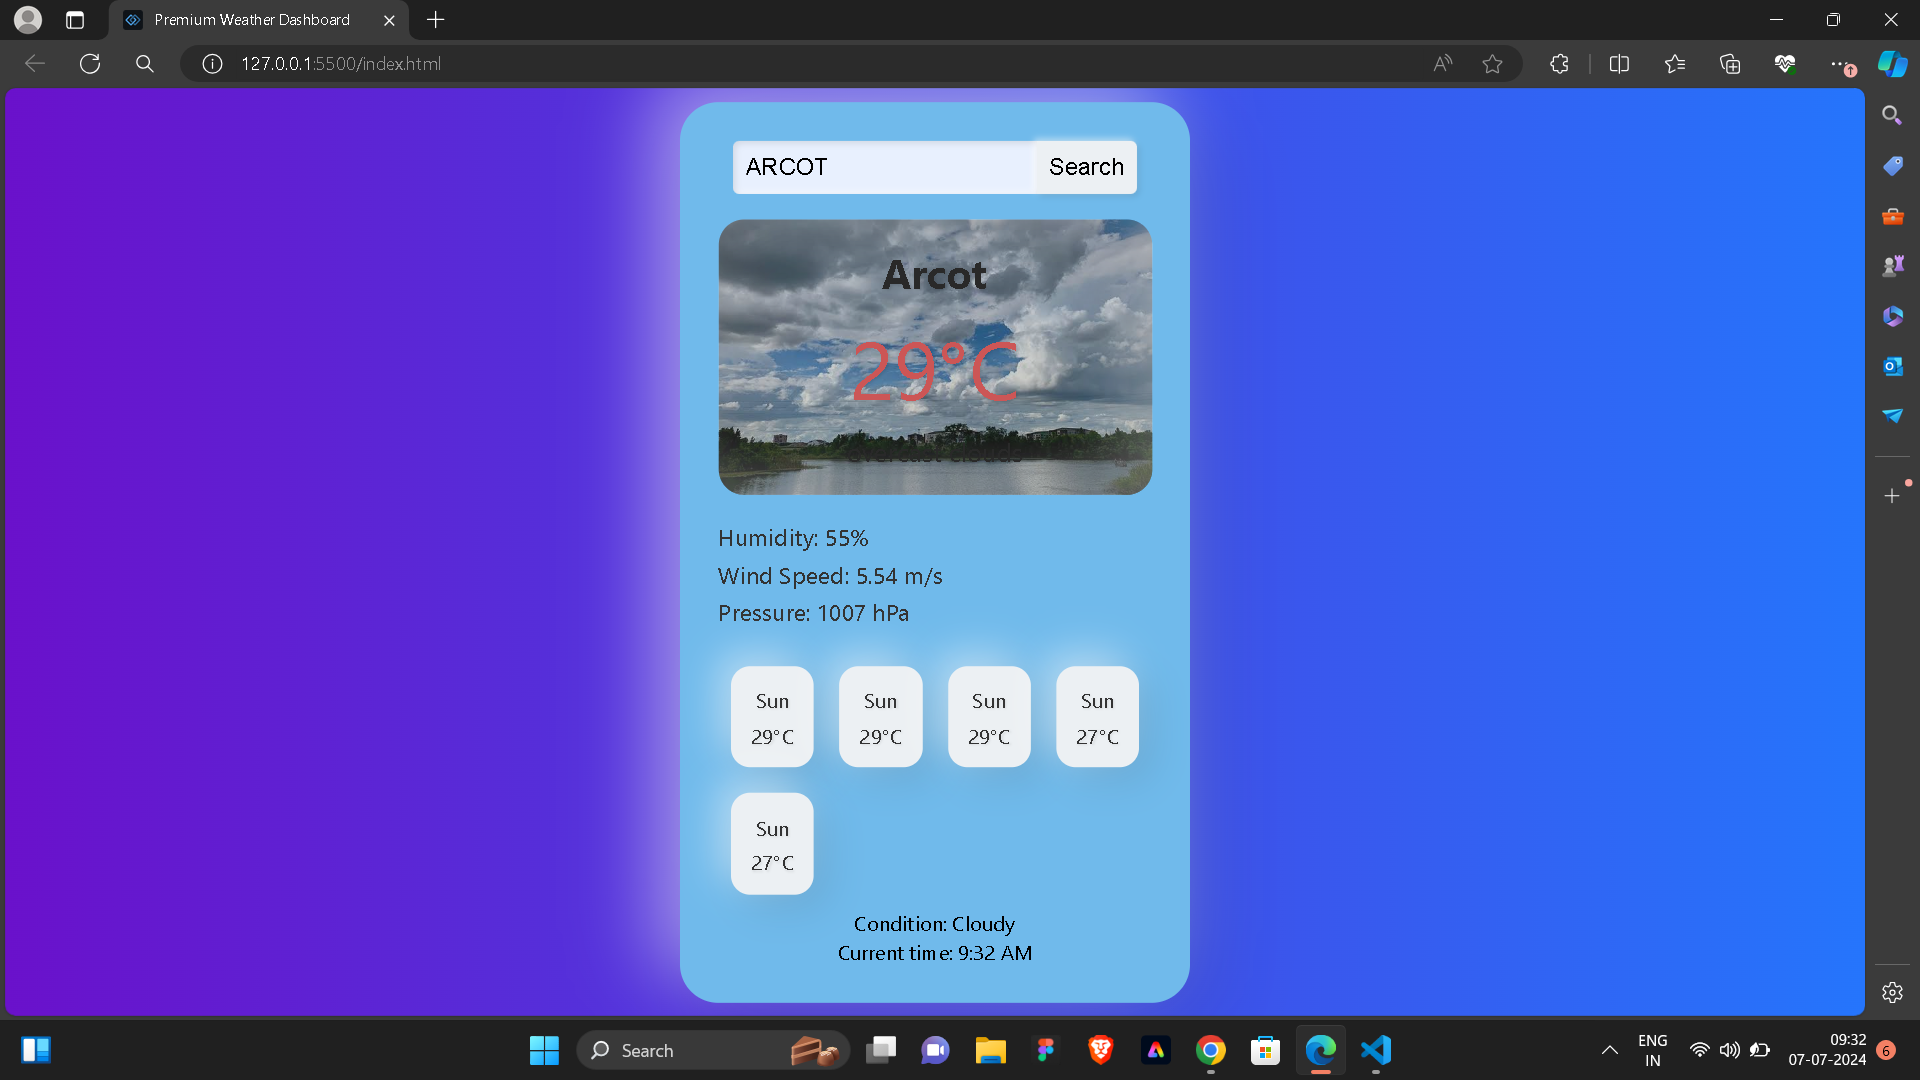 Premium Weather Dashboard
127.0.0.1:5500/index.html
ARCOT
Search
Arcot
29°C
overcast clouds
Humidity: 55%
Wind Speed: 5.54 m/s
Pressure: 1007 hPa
Sun
29°C
Sun
29°C
Sun
29°C
Sun
27°C
Sun
27°C
Condition: Cloudy
Current time: 9:32 AM
Search
ENG
IN
09:32
07-07-2024
6